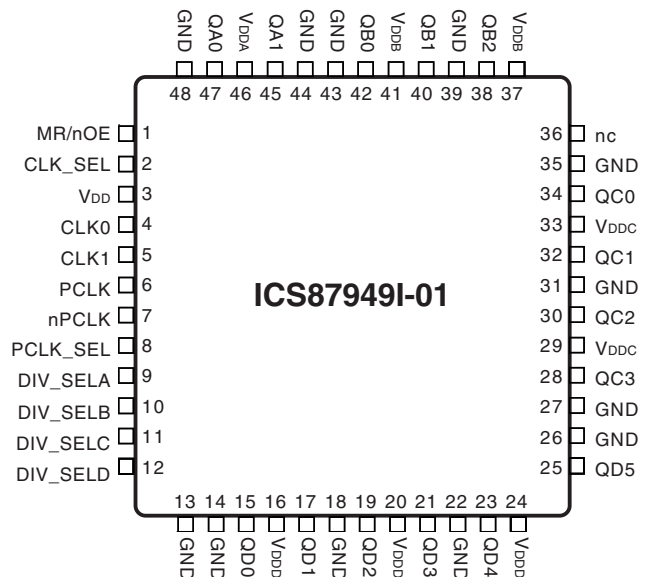 GND QA0 VDDA QA1 GND GND QB0 VDDB QB1 GND QB2 VDDB
48 47 46 45 44 43 42 41 40 39 38 37
MR/nOE 1
CLK_SEL 2
VDD 3
CLK0 4
CLK1 5
PCLK 6
nPCLK 7
PCLK_SEL 8
DIV_SELA 9
DIV_SELB 10
DIV_SELC 11
DIV_SELD 12
ICS87949I-01
36 nc
35 GND
34 QC0
33 VDDC
32 QC1
31 GND
30 QC2
29 VDDC
28 QC3
27 GND
26 GND
25 QD5
13 14 15 16 17 18 19 20 21 22 23 24
GND GND QD0 VDDD QD1 GND QD2 VDDD QD3 GND QD4 VDDD